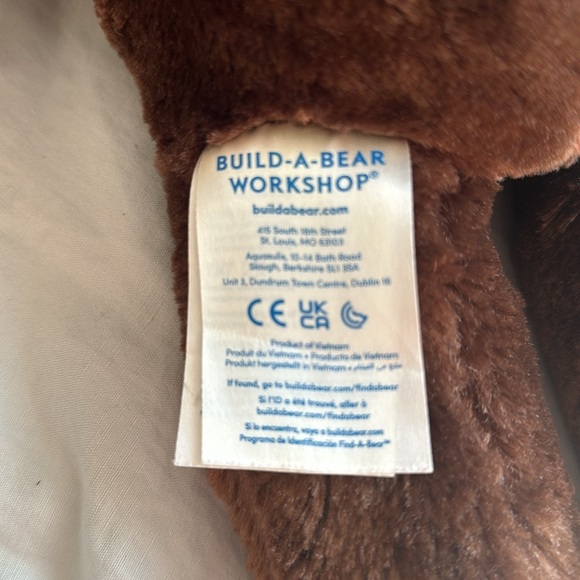 BUILD-A-BEAR
WORKSHOP®
buildabear.com
415 South 18th Street
St. Louis, MO 63103
Aquasulis, 10-14 Bath Road
Slough, Berkshire SL1 3SA
Unit 3, Dundrum Town Centre, Dublin 16
CE UK
CA
Product of Vietnam
Produit du Vietnam • Producto de Vietnam
Produkt hergestellt in Vietnam •
If found, go to buildabear.com/findabear
Si l'ID a été trouvé, aller à
buildabear.com/findabear
Si lo encuentra, vaya a buildabear.com
Programa de Identificación Find-A-Bear℠